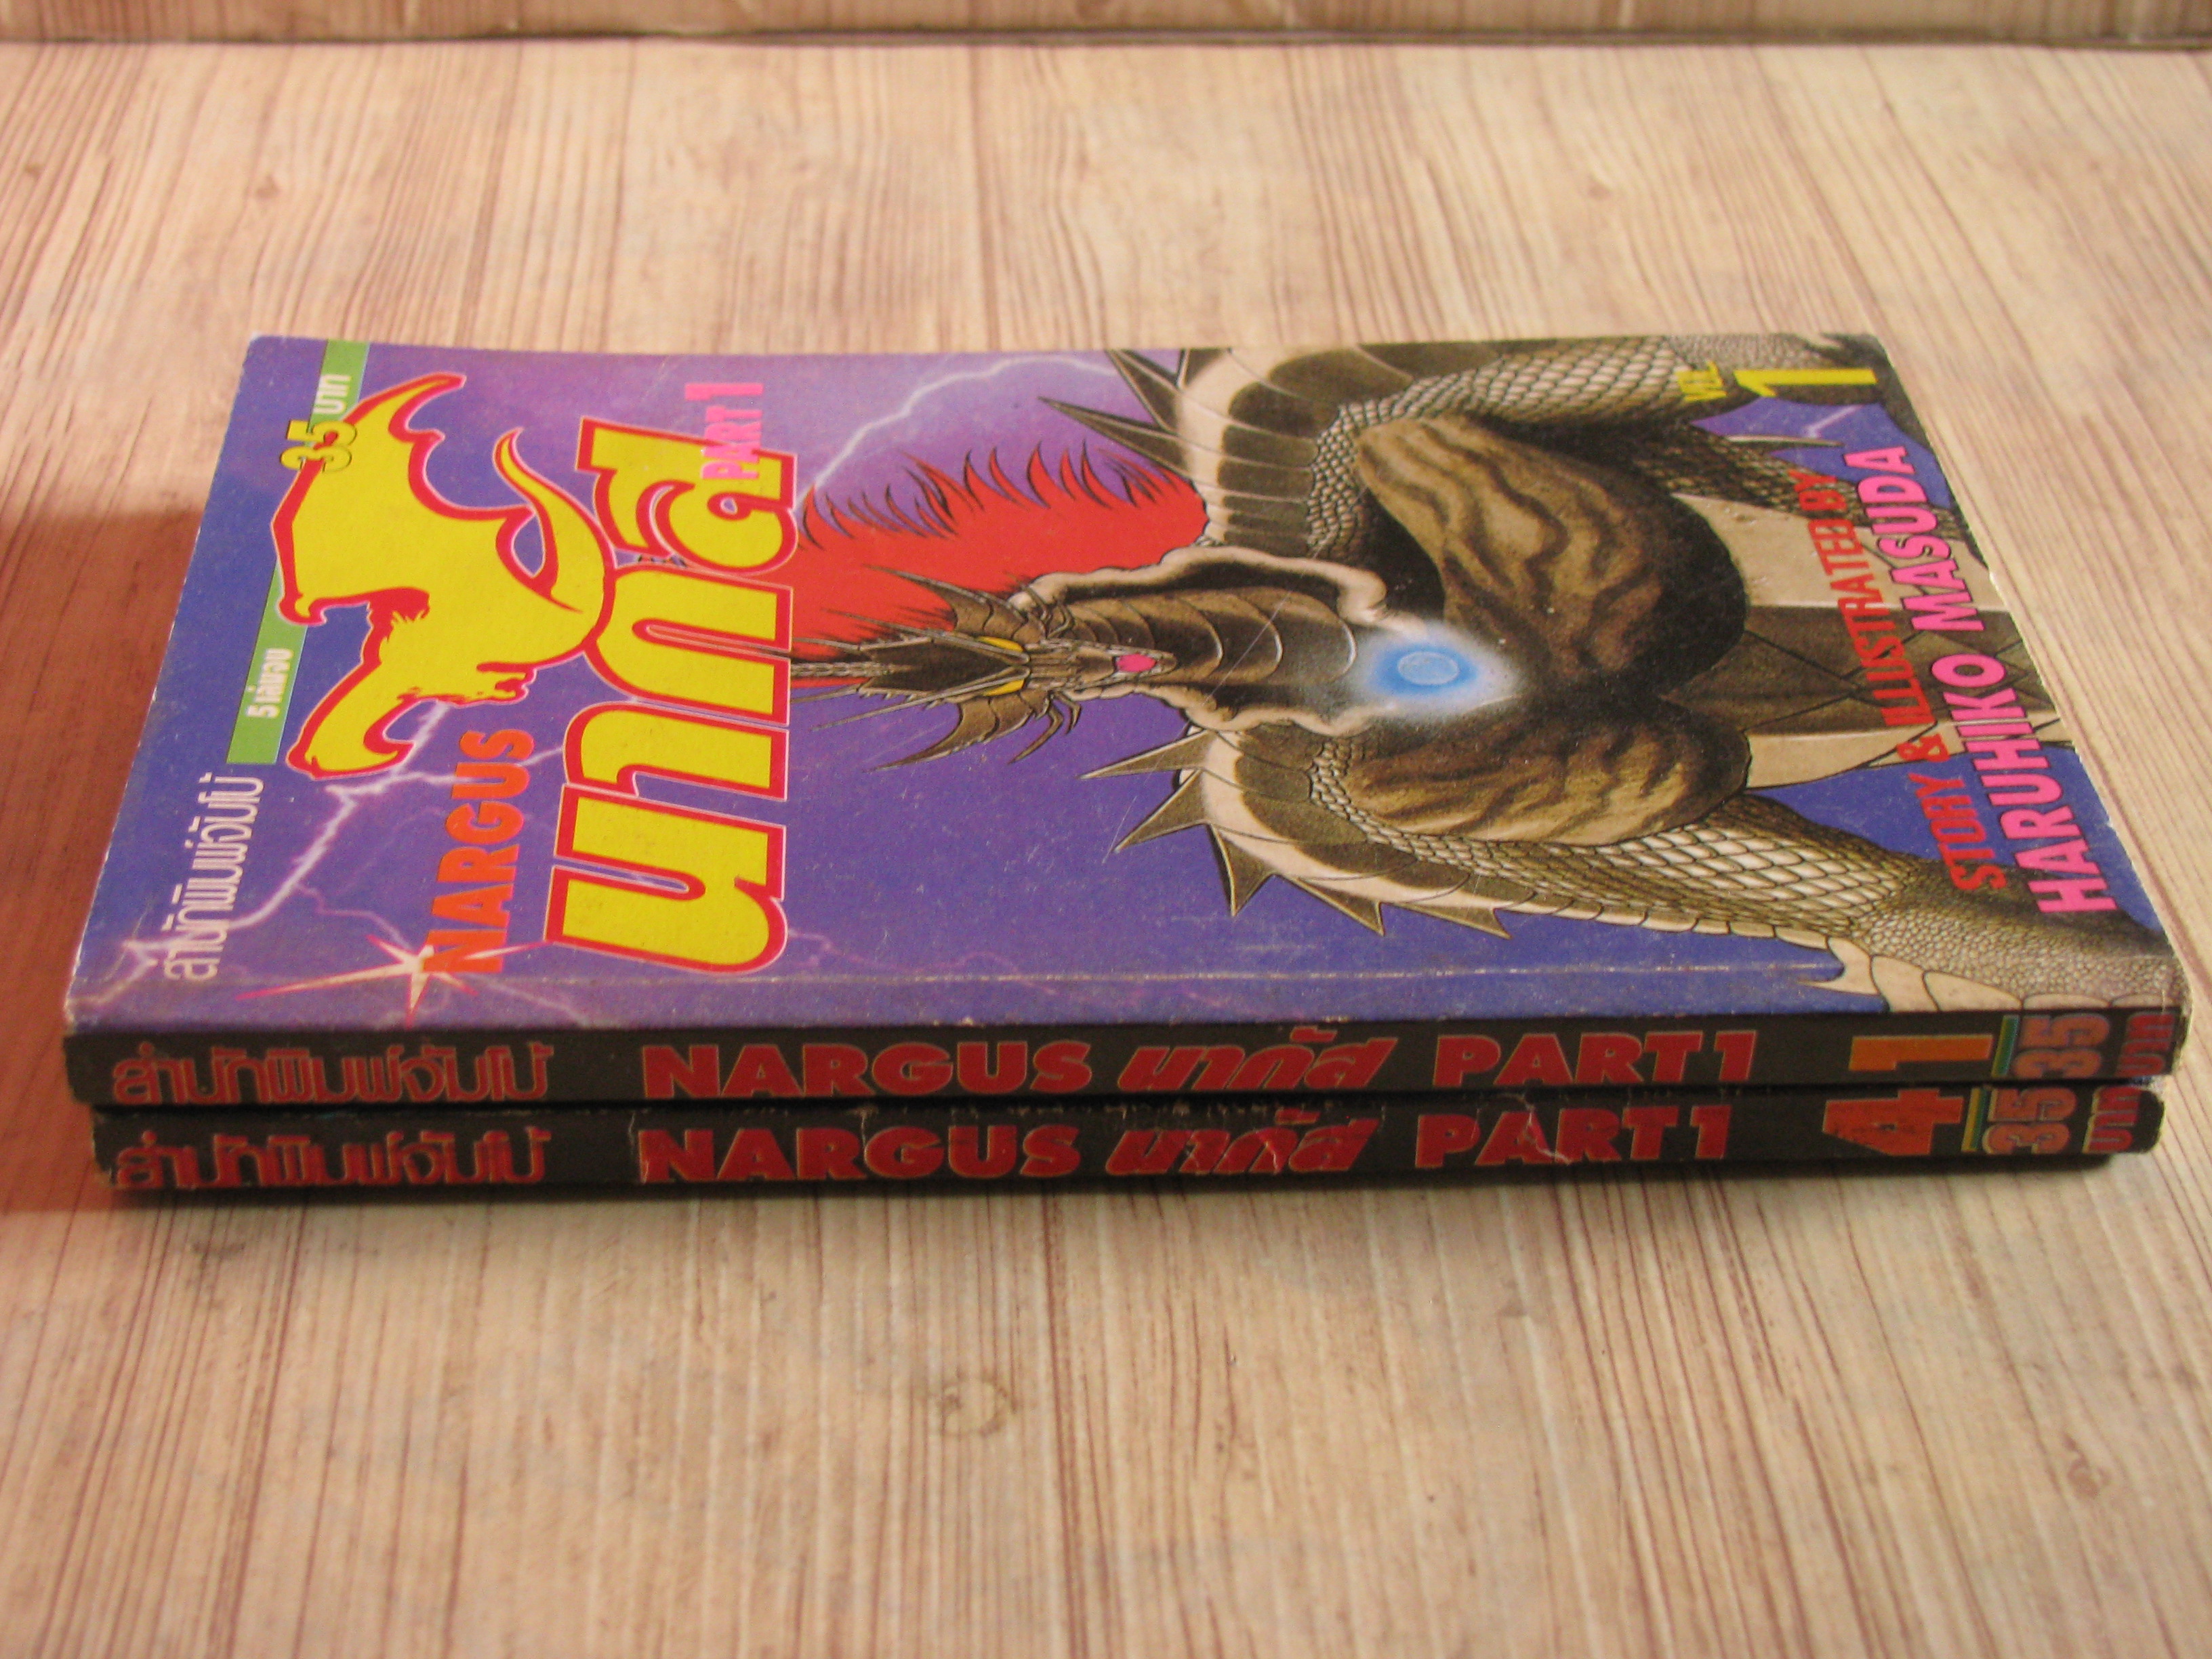 สำนักพิมพ์จัมโบ้
5 เล่มจบ
35 บาท
NARGUS
นากัส
PART 1
VOL.
1
STORY & ILLUSTRATED BY
HARUHIKO MASUDA
สำนักพิมพ์จัมโบ้ NARGUS นากัส PART 1 1 35 บาท
สำนักพิมพ์จัมโบ้ NARGUS นากัส PART 1 4 35 บาท